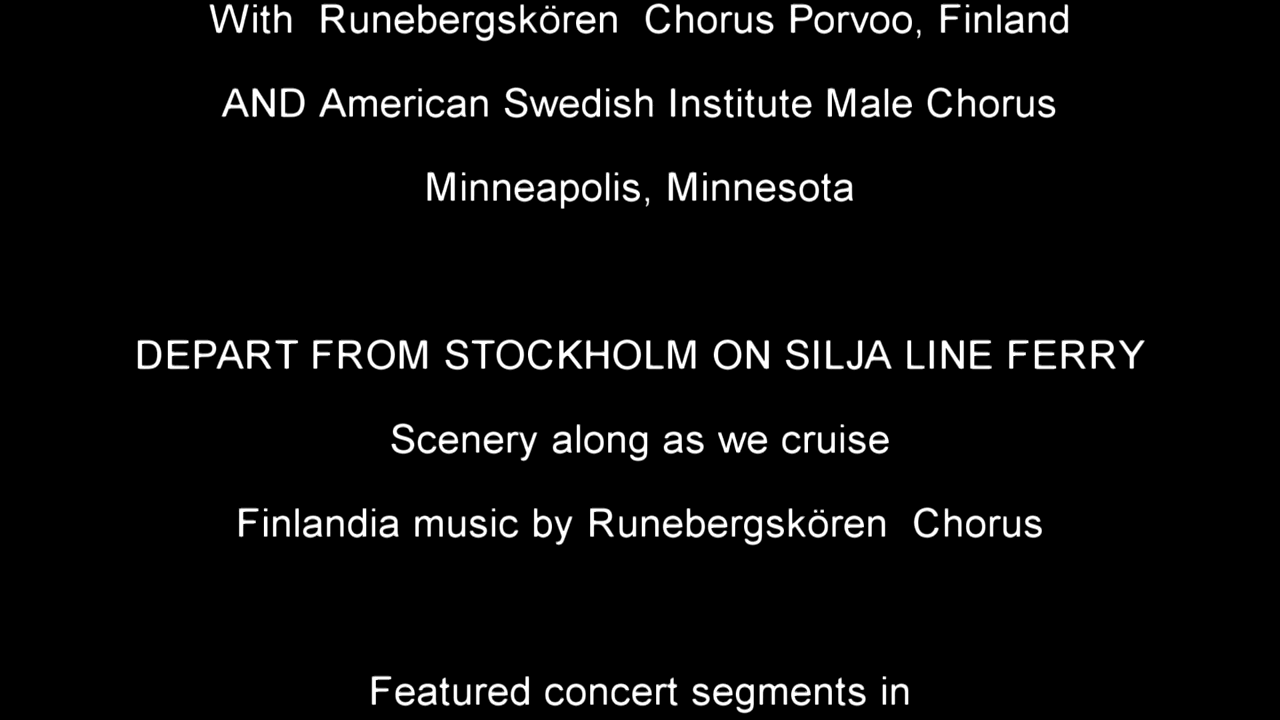 With Runebergskören Chorus Porvoo, Finland
AND American Swedish Institute Male Chorus
Minneapolis, Minnesota
DEPART FROM STOCKHOLM ON SILJA LINE FERRY
Scenery along as we cruise
Finlandia music by Runebergskören Chorus
Featured concert segments in